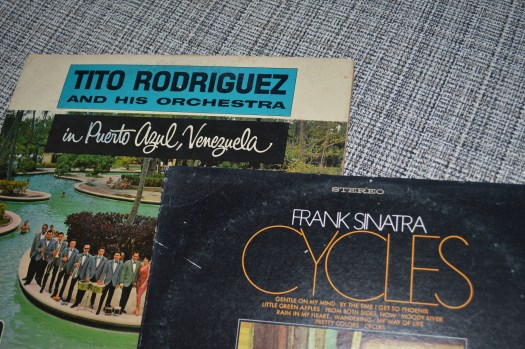 TITO RODRIGUEZ
AND HIS ORCHESTRA
in Puerto Azul, Venezuela
STEREO
FRANK SINATRA
CYCLES
GENTLE ON MY MIND · BY THE TIME I GET TO PHOENIX
LITTLE GREEN APPLES · FROM BOTH SIDES, NOW · MOODY RIVER
RAIN IN MY HEART · WANDERING · MY WAY OF LIFE
PRETTY COLORS · CYCLES